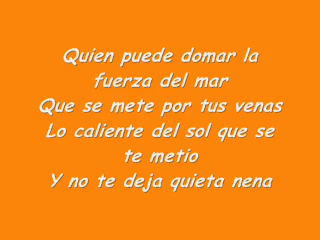 Quien puede domar la
fuerza del mar
Que se mete por tus venas
Lo caliente del sol que se
te metio
Y no te deja quieta nena